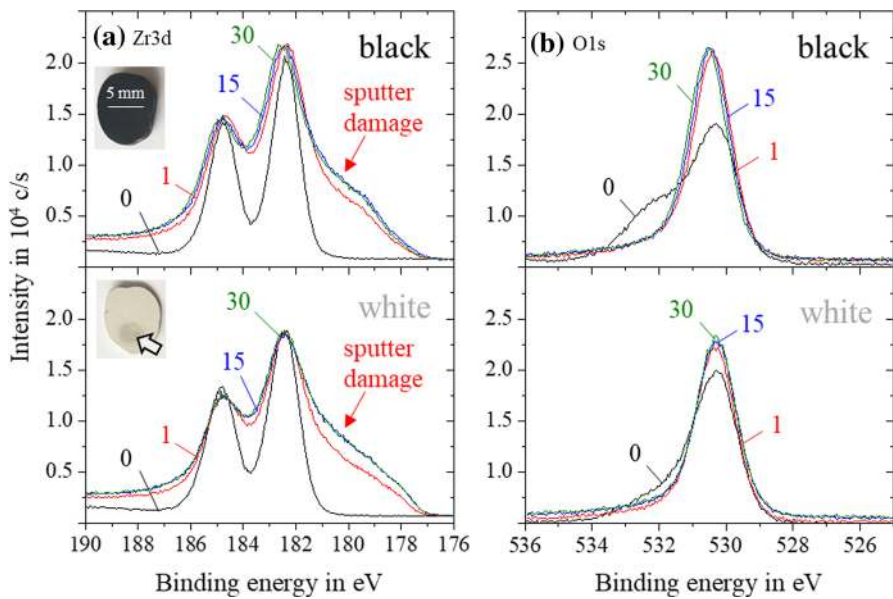 (a) Zr3d
30
black
2.0
5 mm
15
sputter
damage
1.5
1.0
1
0
0.5
(b) O1s
black
2.5
30
15
2.0
0
1
1.5
1.0
30
white
2.0
15
sputter
damage
1.5
1
1.0
0
0.5
white
2.5
30
15
2.0
0
1
1.5
1.0
Intensity in 10⁴ c/s
190 188 186 184 182 180 178 176
Binding energy in eV
536 534 532 530 528 526
Binding energy in eV